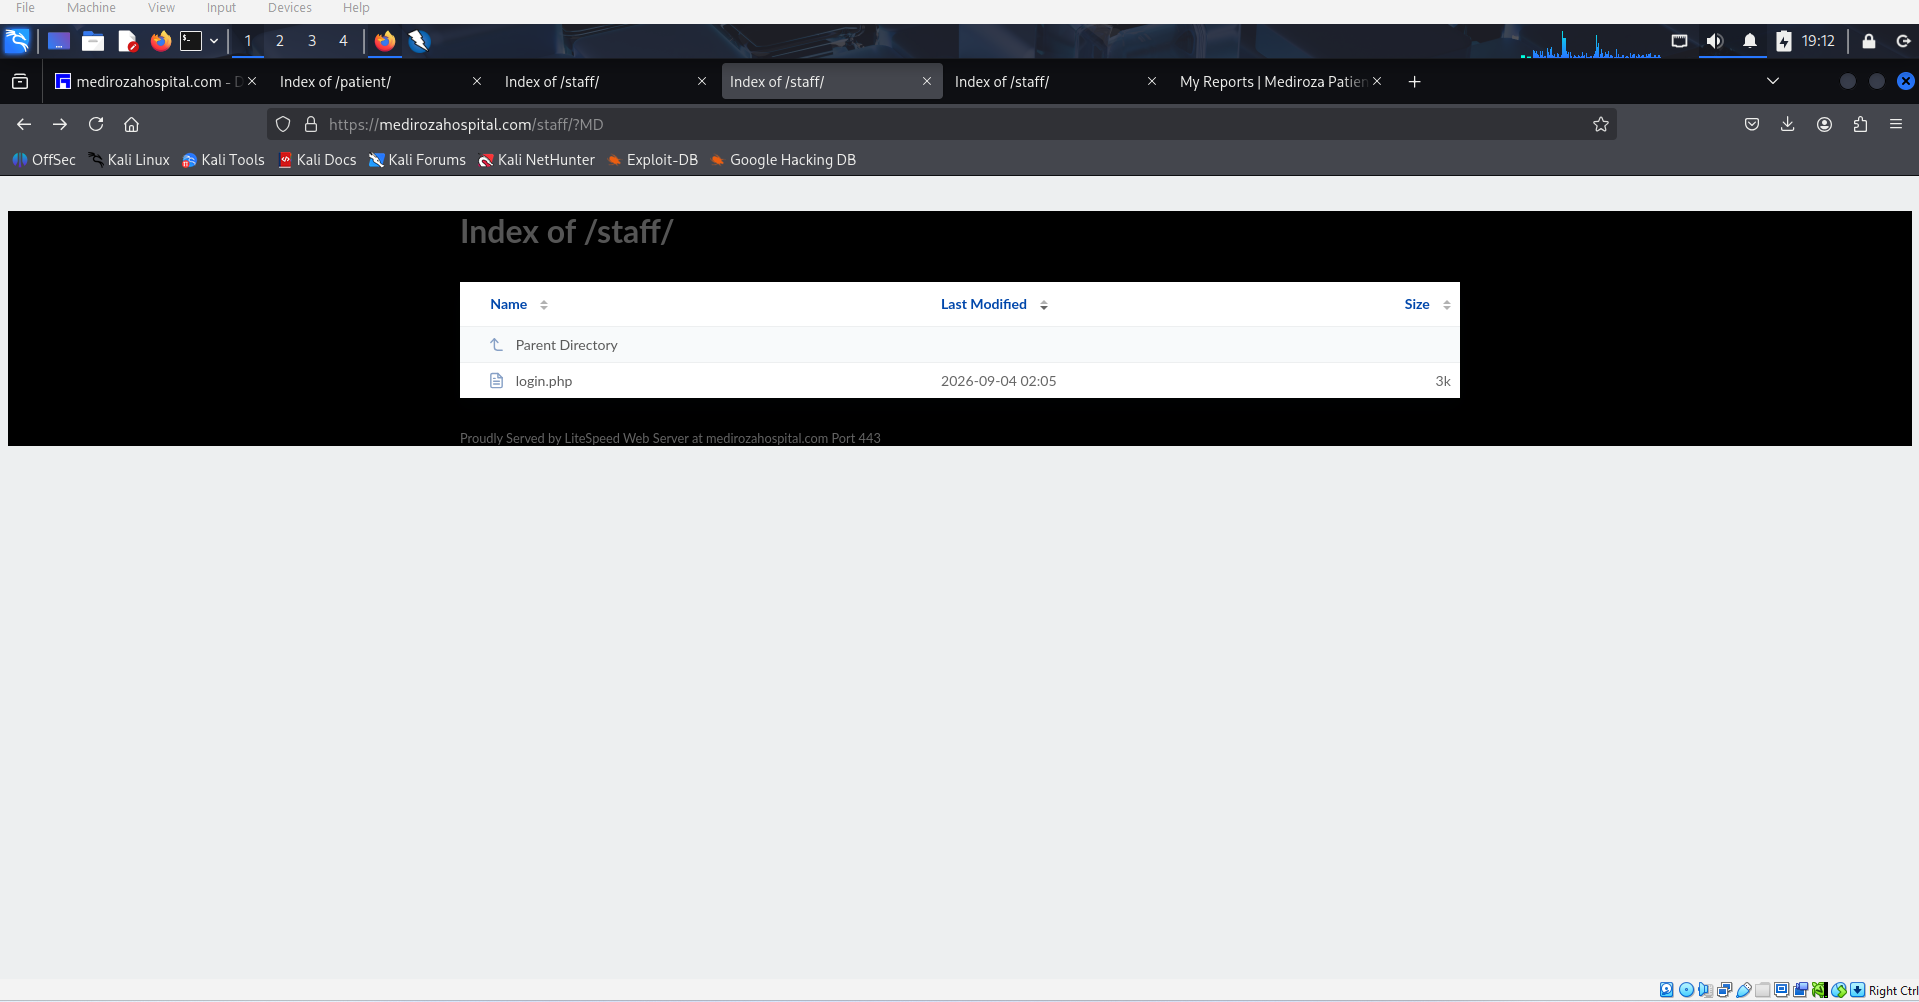 File Machine View Input Devices Help
1 2 3 4 19:12
medirozahospital.com - D Index of /patient/ Index of /staff/ Index of /staff/ Index of /staff/ My Reports | Mediroza Patien
https://medirozahospital.com/staff/?MD
OffSec Kali Linux Kali Tools Kali Docs Kali Forums Kali NetHunter Exploit-DB Google Hacking DB
Index of /staff/
Name Last Modified Size
Parent Directory
login.php 2026-09-04 02:05 3k
Proudly Served by LiteSpeed Web Server at medirozahospital.com Port 443
Right Ctrl